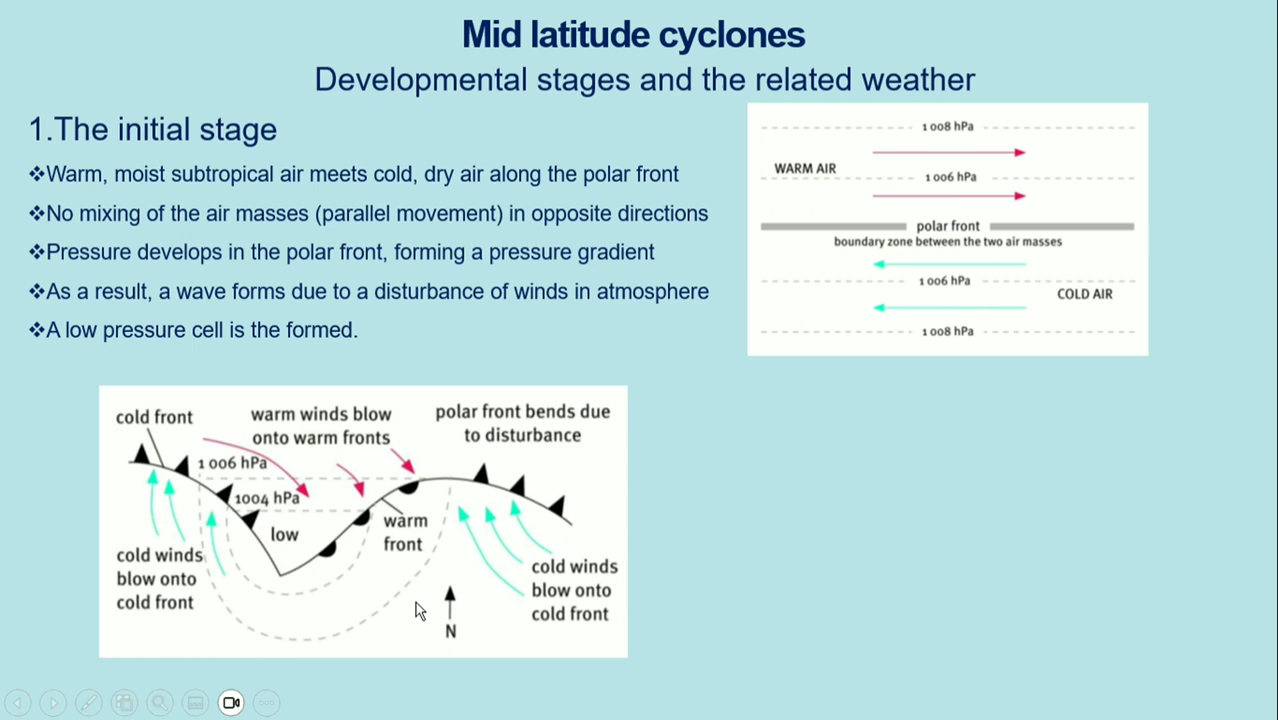 Mid latitude cyclones
Developmental stages and the related weather
1.The initial stage
❖Warm, moist subtropical air meets cold, dry air along the polar front
❖No mixing of the air masses (parallel movement) in opposite directions
❖Pressure develops in the polar front, forming a pressure gradient
❖As a result, a wave forms due to a disturbance of winds in atmosphere
❖A low pressure cell is the formed.
1 008 hPa
WARM AIR
1 006 hPa
polar front
boundary zone between the two air masses
1 006 hPa
COLD AIR
1 008 hPa
cold front
warm winds blow
onto warm fronts
polar front bends due
to disturbance
1 006 hPa
1004 hPa
low
warm
front
cold winds
blow onto
cold front
cold winds
blow onto
cold front
N